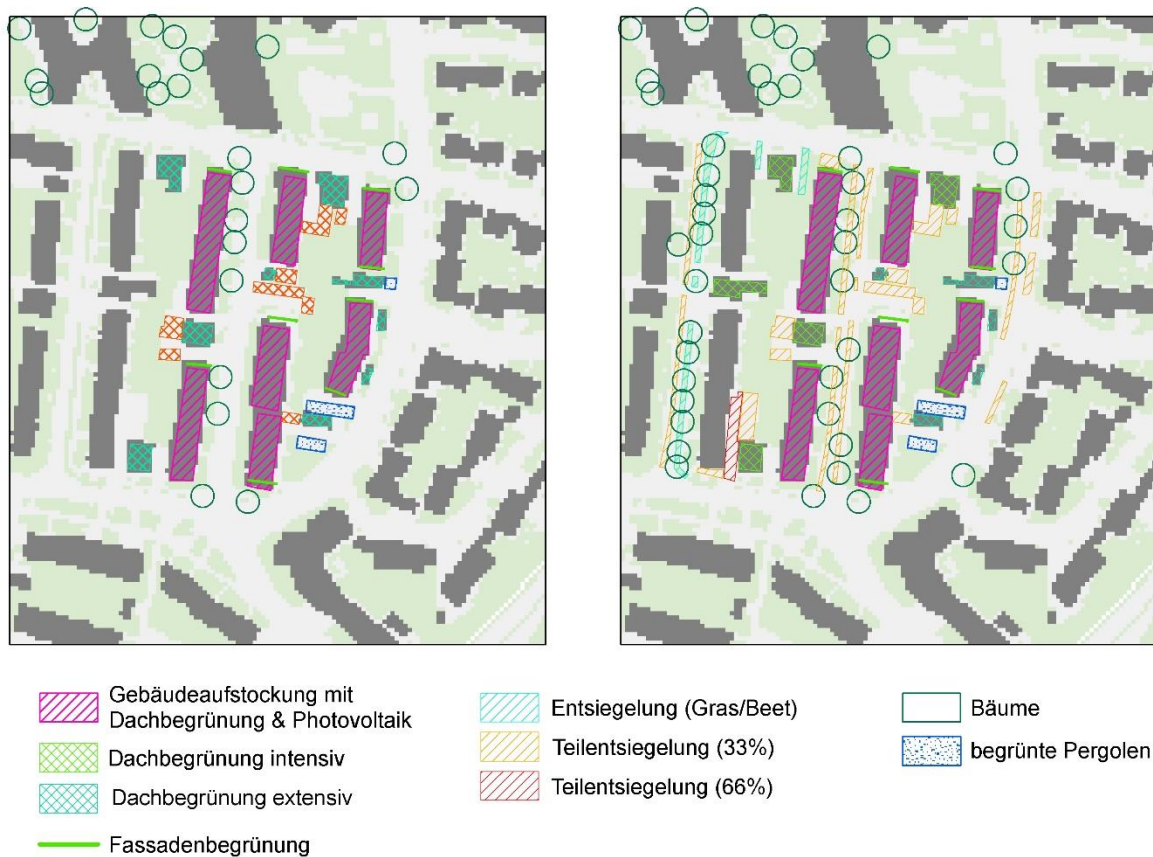 Gebäudeaufstockung mit
Dachbegrünung & Photovoltaik
Dachbegrünung intensiv
Dachbegrünung extensiv
Fassadenbegrünung
Entsiegelung (Gras/Beet)
Teilentsiegelung (33%)
Teilentsiegelung (66%)
Bäume
begrünte Pergolen